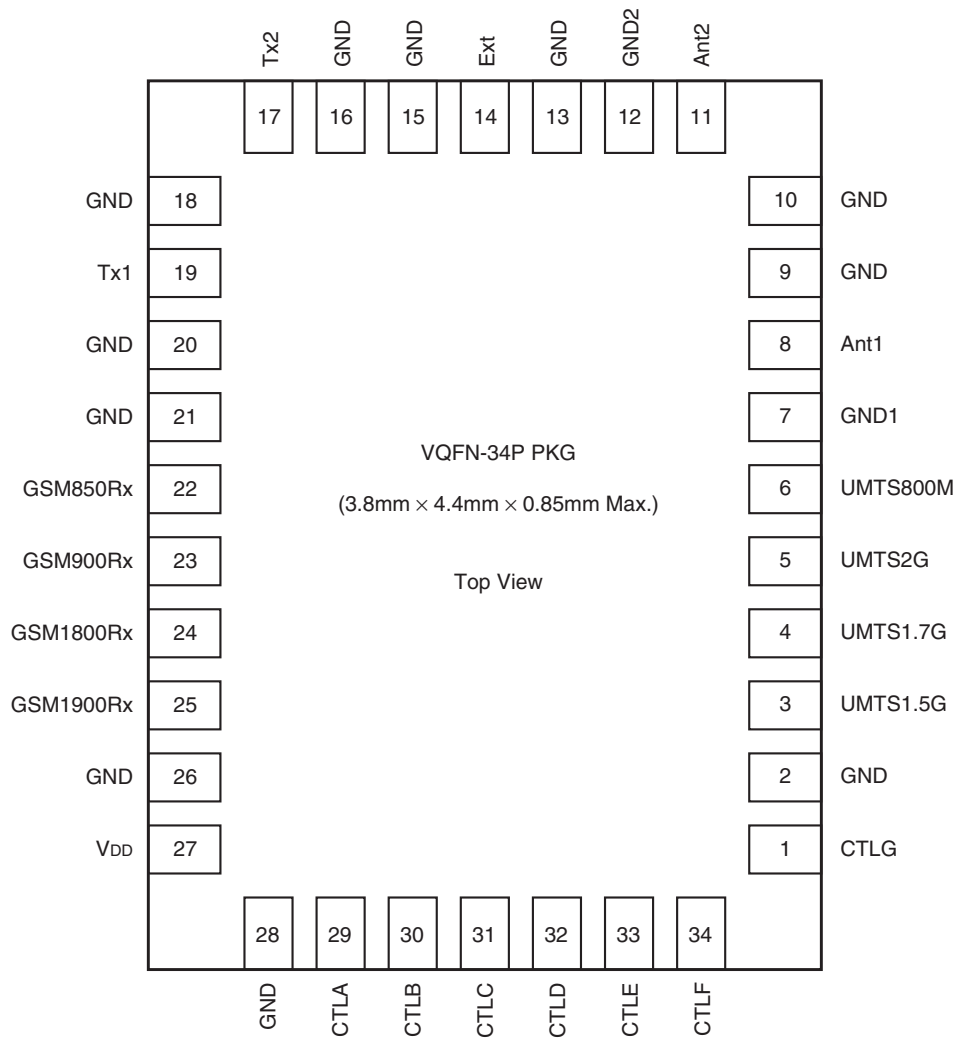 Tx2 GND GND Ext GND GND2 Ant2
17 16 15 14 13 12 11
GND 18 10 GND
Tx1 19 9 GND
GND 20 8 Ant1
GND 21 7 GND1
VQFN-34P PKG
GSM850Rx 22 6 UMTS800M
(3.8mm × 4.4mm × 0.85mm Max.)
GSM900Rx 23 5 UMTS2G
Top View
GSM1800Rx 24 4 UMTS1.7G
GSM1900Rx 25 3 UMTS1.5G
GND 26 2 GND
VDD 27 1 CTLG
28 29 30 31 32 33 34
GND CTLA CTLB CTLC CTLD CTLE CTLF